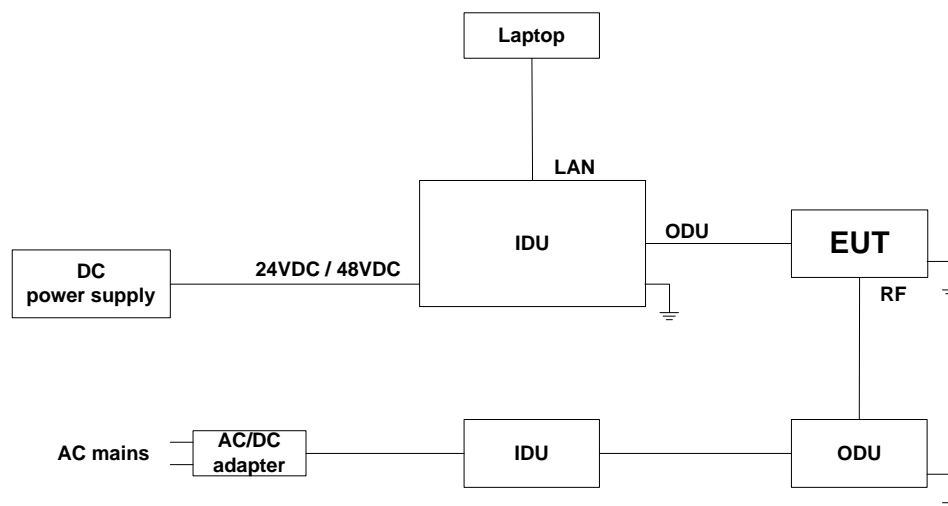 Laptop
LAN
IDU
ODU
EUT
24VDC / 48VDC
DC
power supply
RF
AC mains
AC/DC
adapter
IDU
ODU